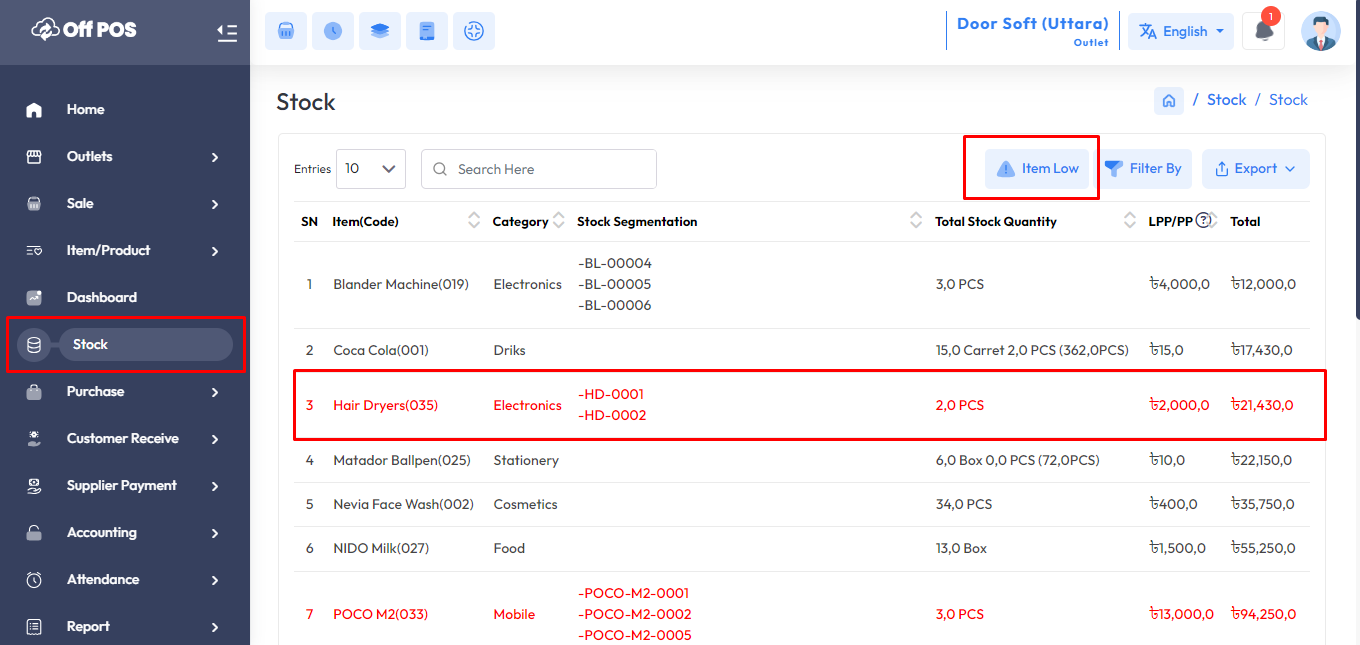 Off POS
Door Soft (Uttara)
Outlet
English
1
Home
Outlets
Sale
Item/Product
Dashboard
Stock
Purchase
Customer Receive
Supplier Payment
Accounting
Attendance
Report
Stock
/ Stock / Stock
Entries 10 Search Here Item Low Filter By Export
SN Item(Code) Category Stock Segmentation Total Stock Quantity LPP/PP ? Total
-BL-00004
1 Blander Machine(019) Electronics -BL-00005 3,0 PCS ৳4,000,0 ৳12,000,0
-BL-00006
2 Coca Cola(001) Driks 15,0 Carret 2,0 PCS (362,0PCS) ৳15,0 ৳17,430,0
-HD-0001
3 Hair Dryers(035) Electronics 2,0 PCS ৳2,000,0 ৳21,430,0
-HD-0002
4 Matador Ballpen(025) Stationery 6,0 Box 0,0 PCS (72,0PCS) ৳10,0 ৳22,150,0
5 Nevia Face Wash(002) Cosmetics 34,0 PCS ৳400,0 ৳35,750,0
6 NIDO Milk(027) Food 13,0 Box ৳1,500,0 ৳55,250,0
-POCO-M2-0001
7 POCO M2(033) Mobile -POCO-M2-0002 3,0 PCS ৳13,000,0 ৳94,250,0
-POCO-M2-0005